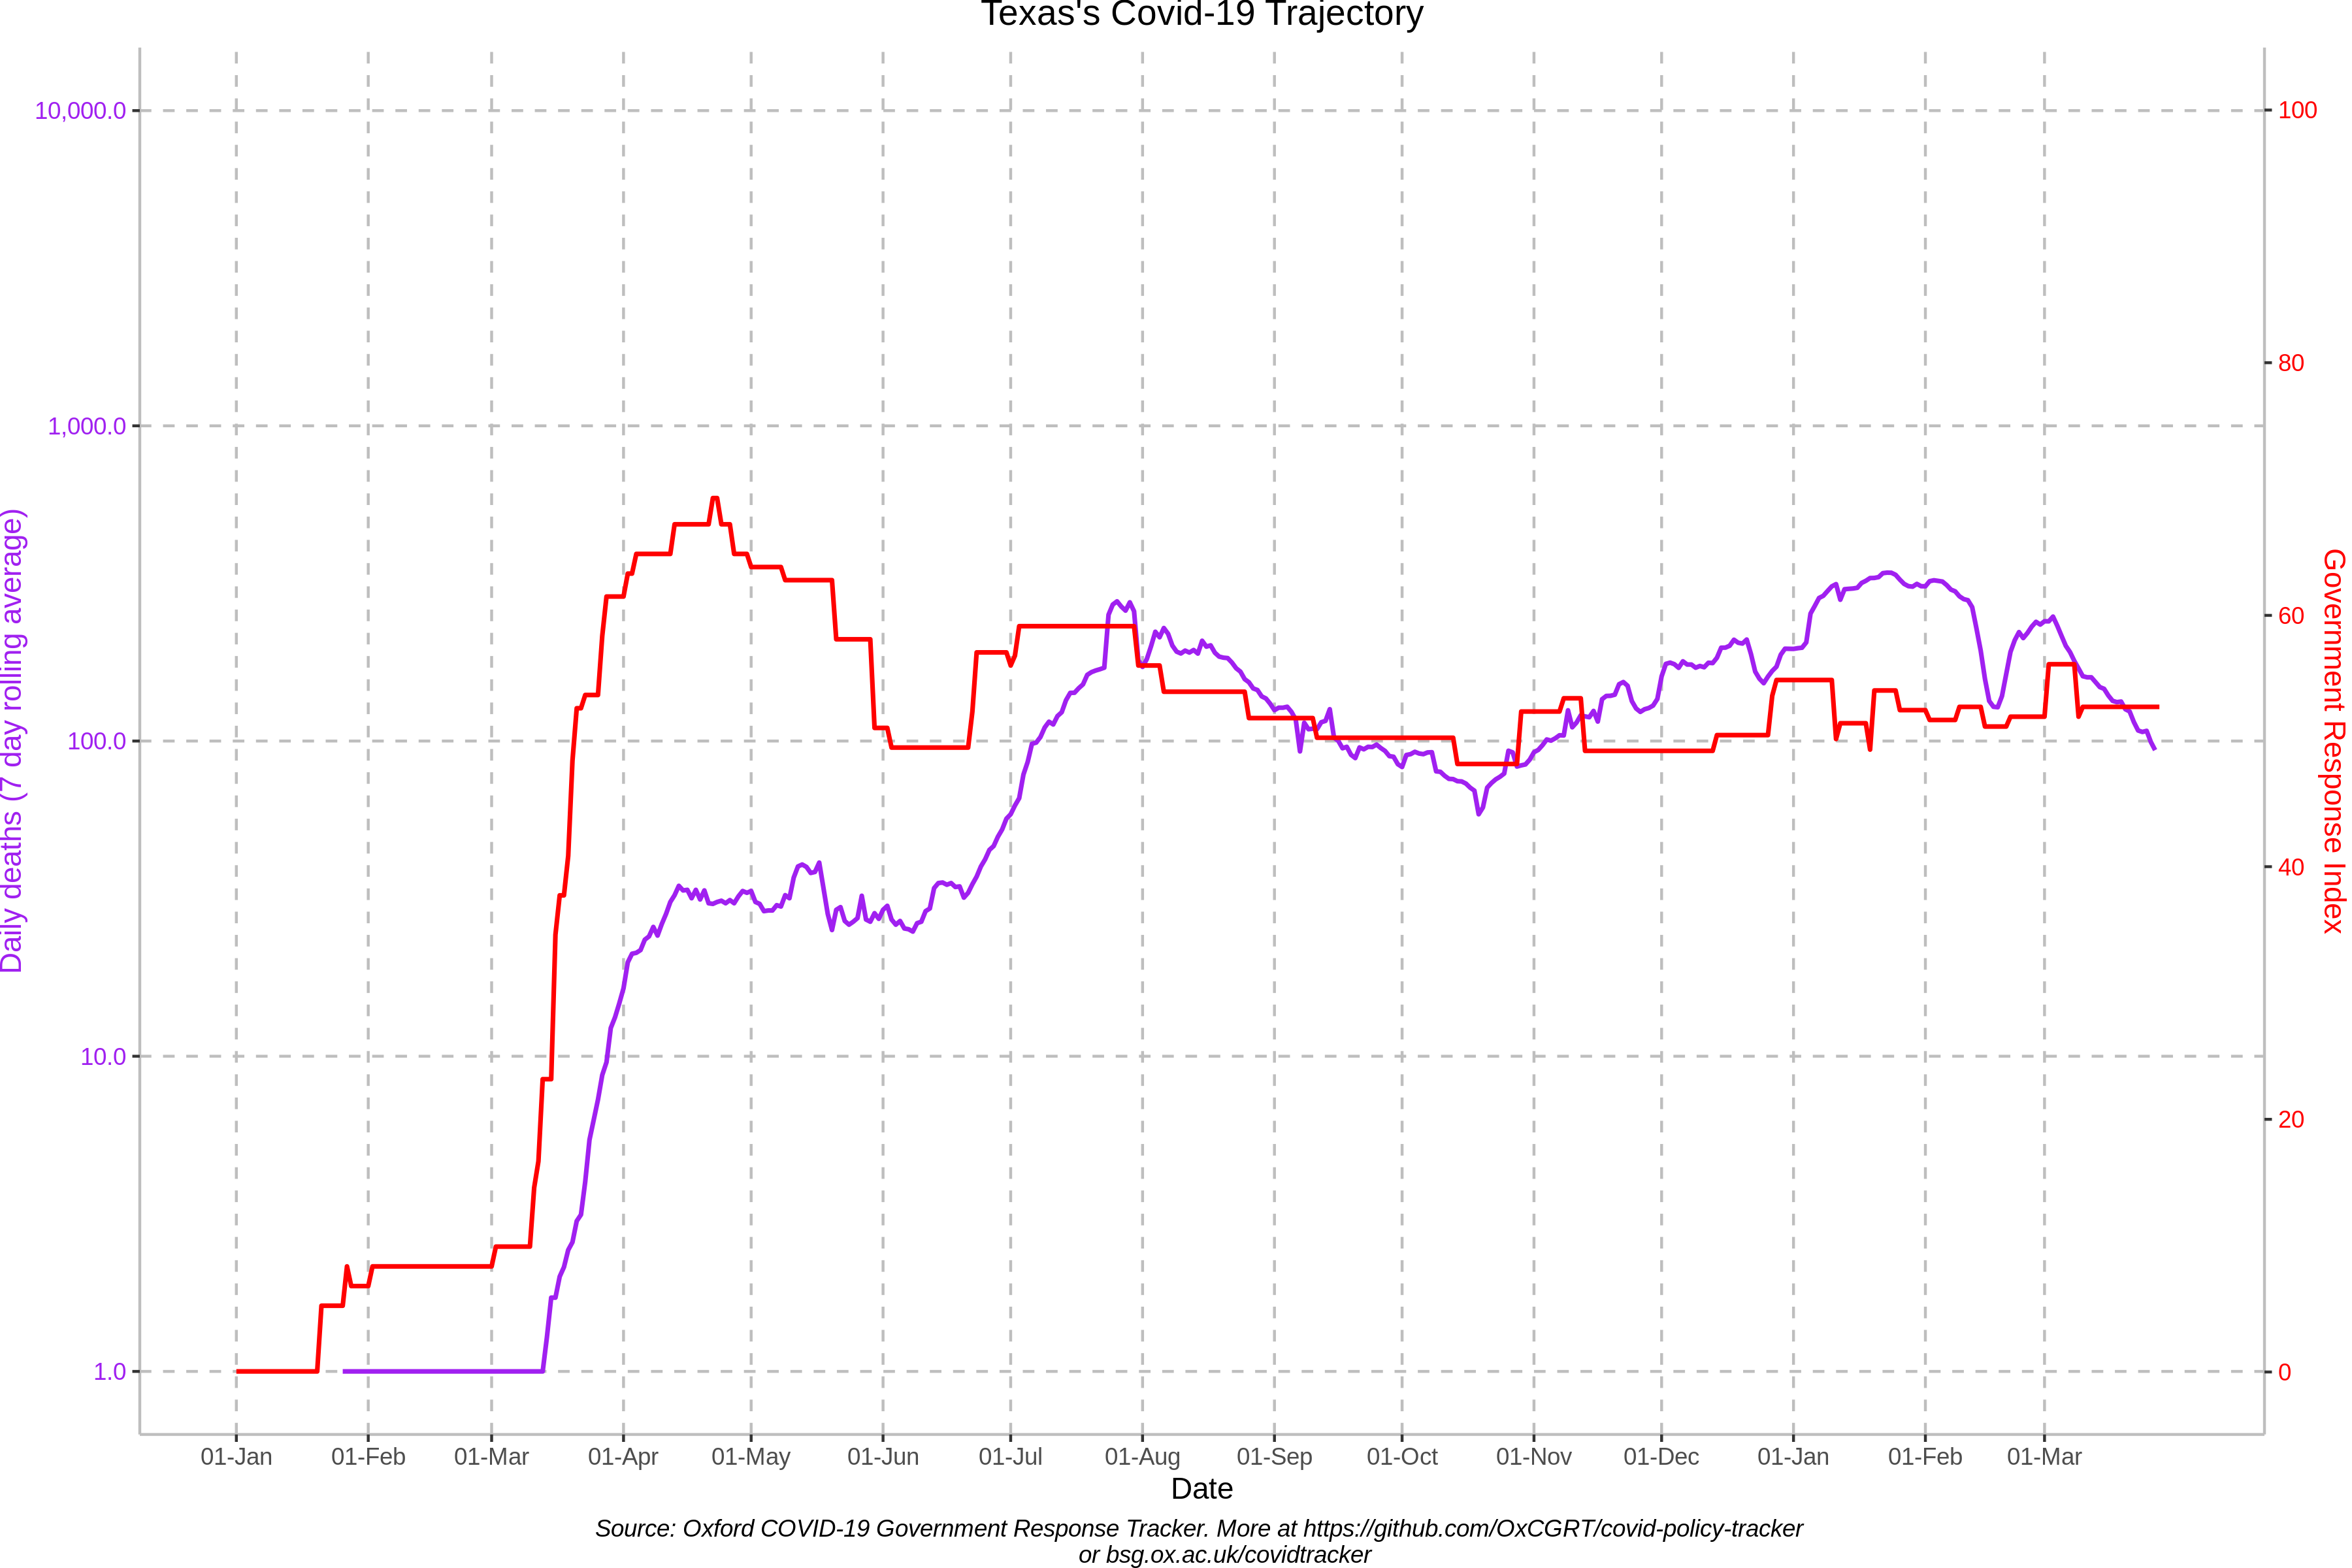 Texas's Covid-19 Trajectory
10,000.0
1,000.0
100.0
10.0
1.0
Daily deaths (7 day rolling average)
100
80
60
40
20
0
Government Response Index
01-Jan 01-Feb 01-Mar 01-Apr 01-May 01-Jun 01-Jul 01-Aug 01-Sep 01-Oct 01-Nov 01-Dec 01-Jan 01-Feb 01-Mar
Date
Source: Oxford COVID-19 Government Response Tracker. More at https://github.com/OxCGRT/covid-policy-tracker
or bsg.ox.ac.uk/covidtracker